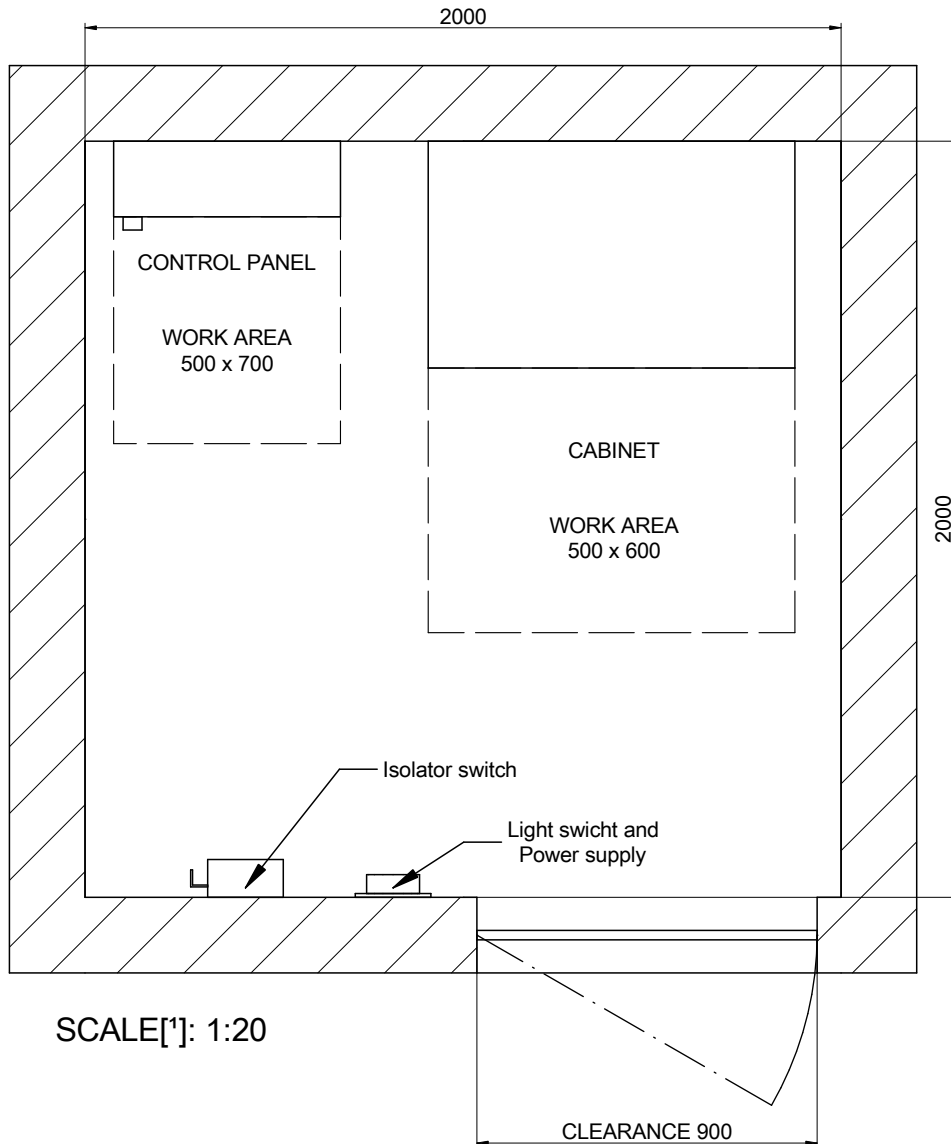 2000
CONTROL PANEL
WORK AREA
500 x 700
CABINET
WORK AREA
500 x 600
2000
Isolator switch
Light swicht and
Power supply
SCALE[¹]: 1:20
CLEARANCE 900